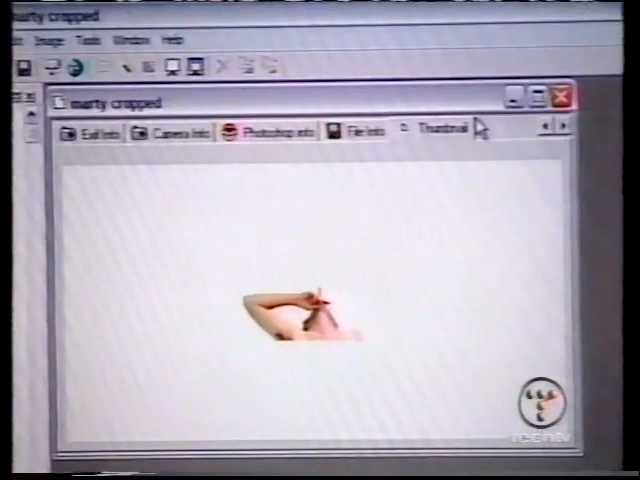 marty cropped
Image Tools Window Help
marty cropped
Exif Info Camera Info Photoshop info File Info Thumbnail
techtv